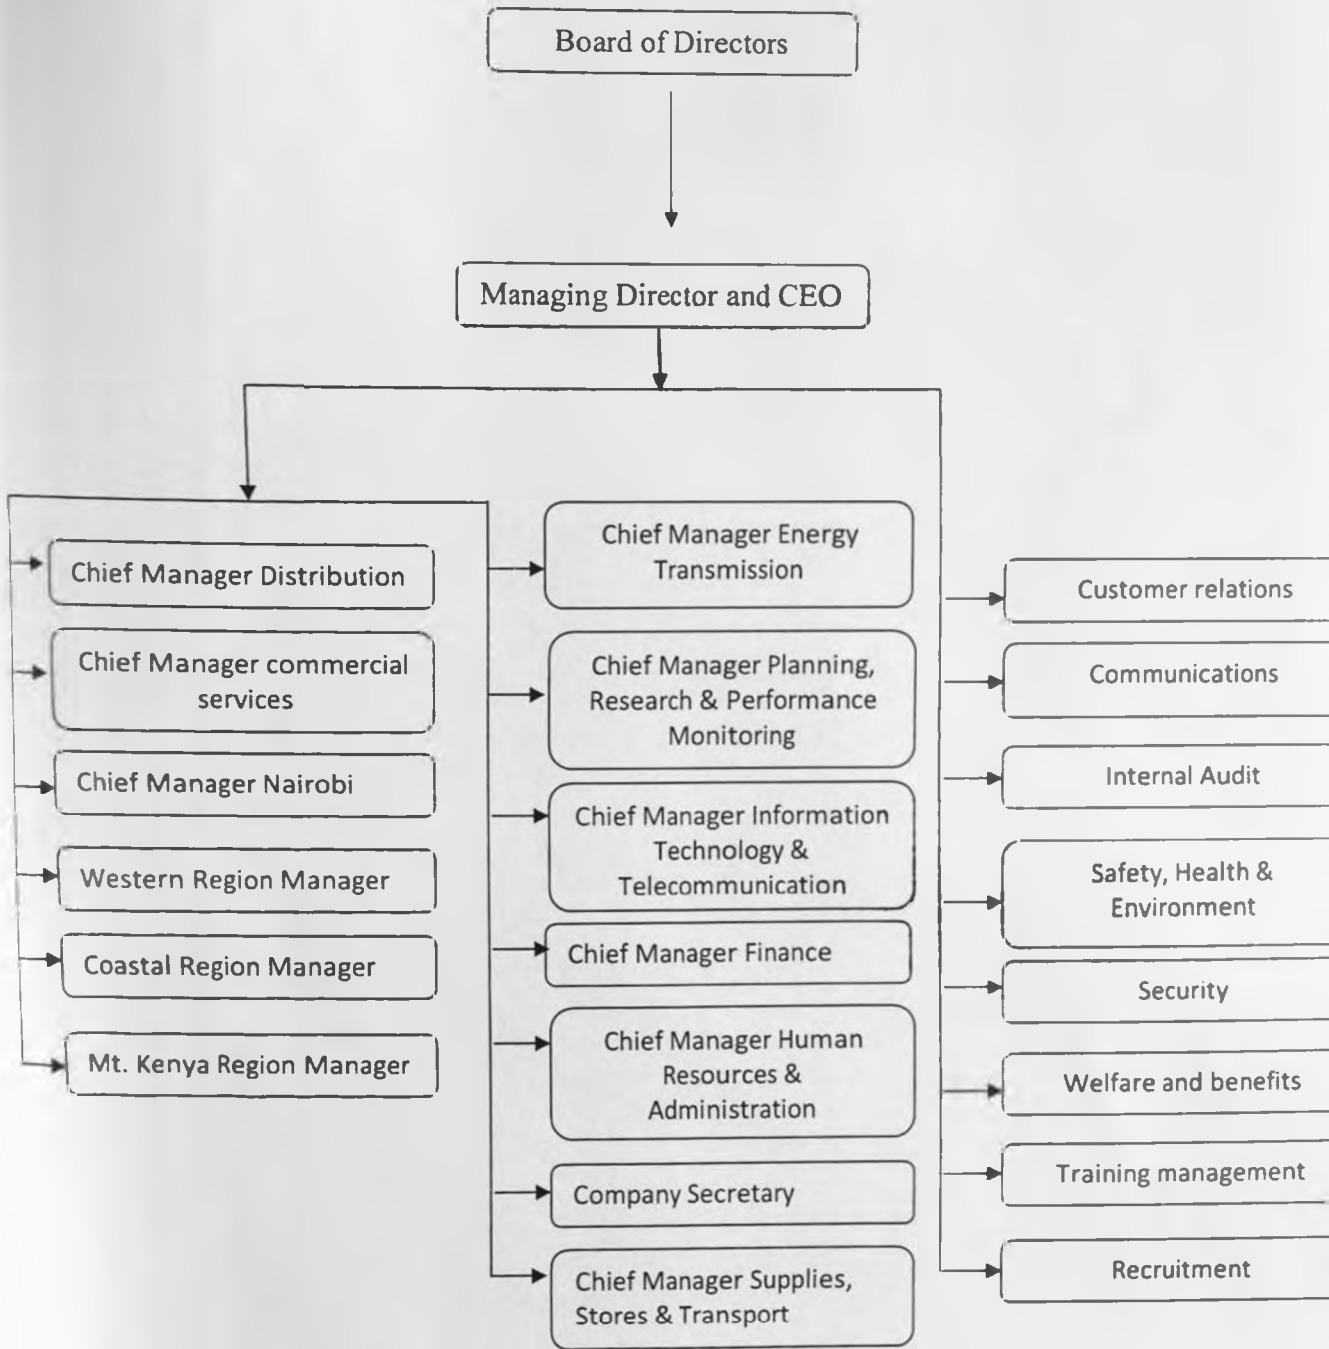 Board of Directors
Managing Director and CEO
Chief Manager Distribution
Chief Manager commercial
services
Chief Manager Nairobi
Western Region Manager
Coastal Region Manager
Mt. Kenya Region Manager
Chief Manager Energy
Transmission
Chief Manager Planning,
Research & Performance
Monitoring
Chief Manager Information
Technology &
Telecommunication
Chief Manager Finance
Chief Manager Human
Resources &
Administration
Company Secretary
Chief Manager Supplies,
Stores & Transport
Customer relations
Communications
Internal Audit
Safety, Health &
Environment
Security
Welfare and benefits
Training management
Recruitment